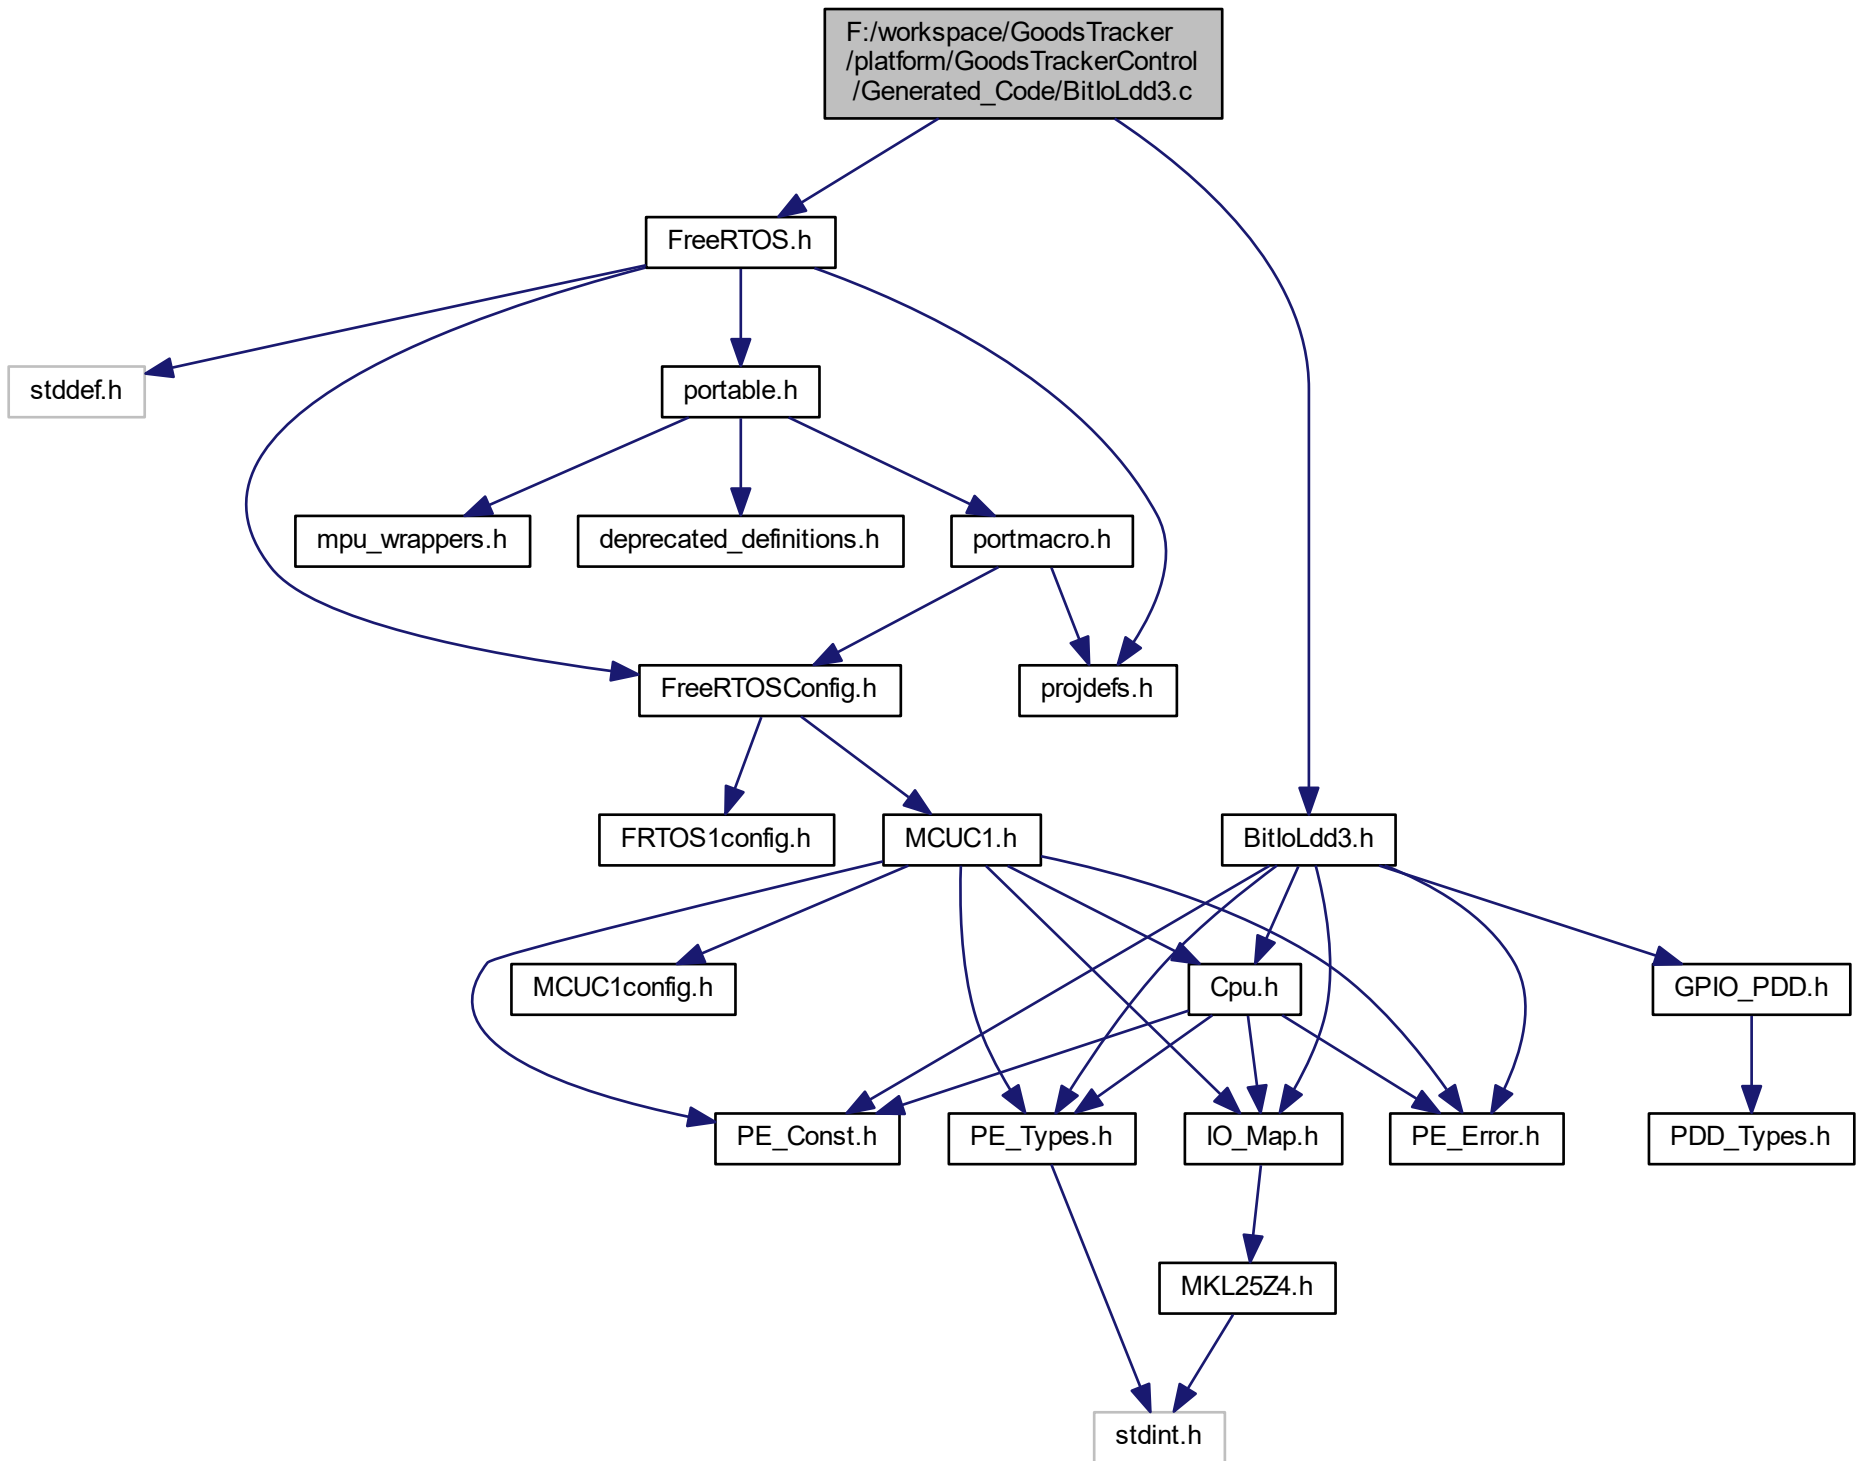 F:/workspace/GoodsTracker
/platform/GoodsTrackerControl
/Generated_Code/BitIoLdd3.c
FreeRTOS.h
stddef.h
portable.h
mpu_wrappers.h
deprecated_definitions.h
portmacro.h
FreeRTOSConfig.h
projdefs.h
FRTOS1config.h
MCUC1.h
BitIoLdd3.h
MCUC1config.h
Cpu.h
GPIO_PDD.h
PE_Const.h
PE_Types.h
IO_Map.h
PE_Error.h
PDD_Types.h
MKL25Z4.h
stdint.h